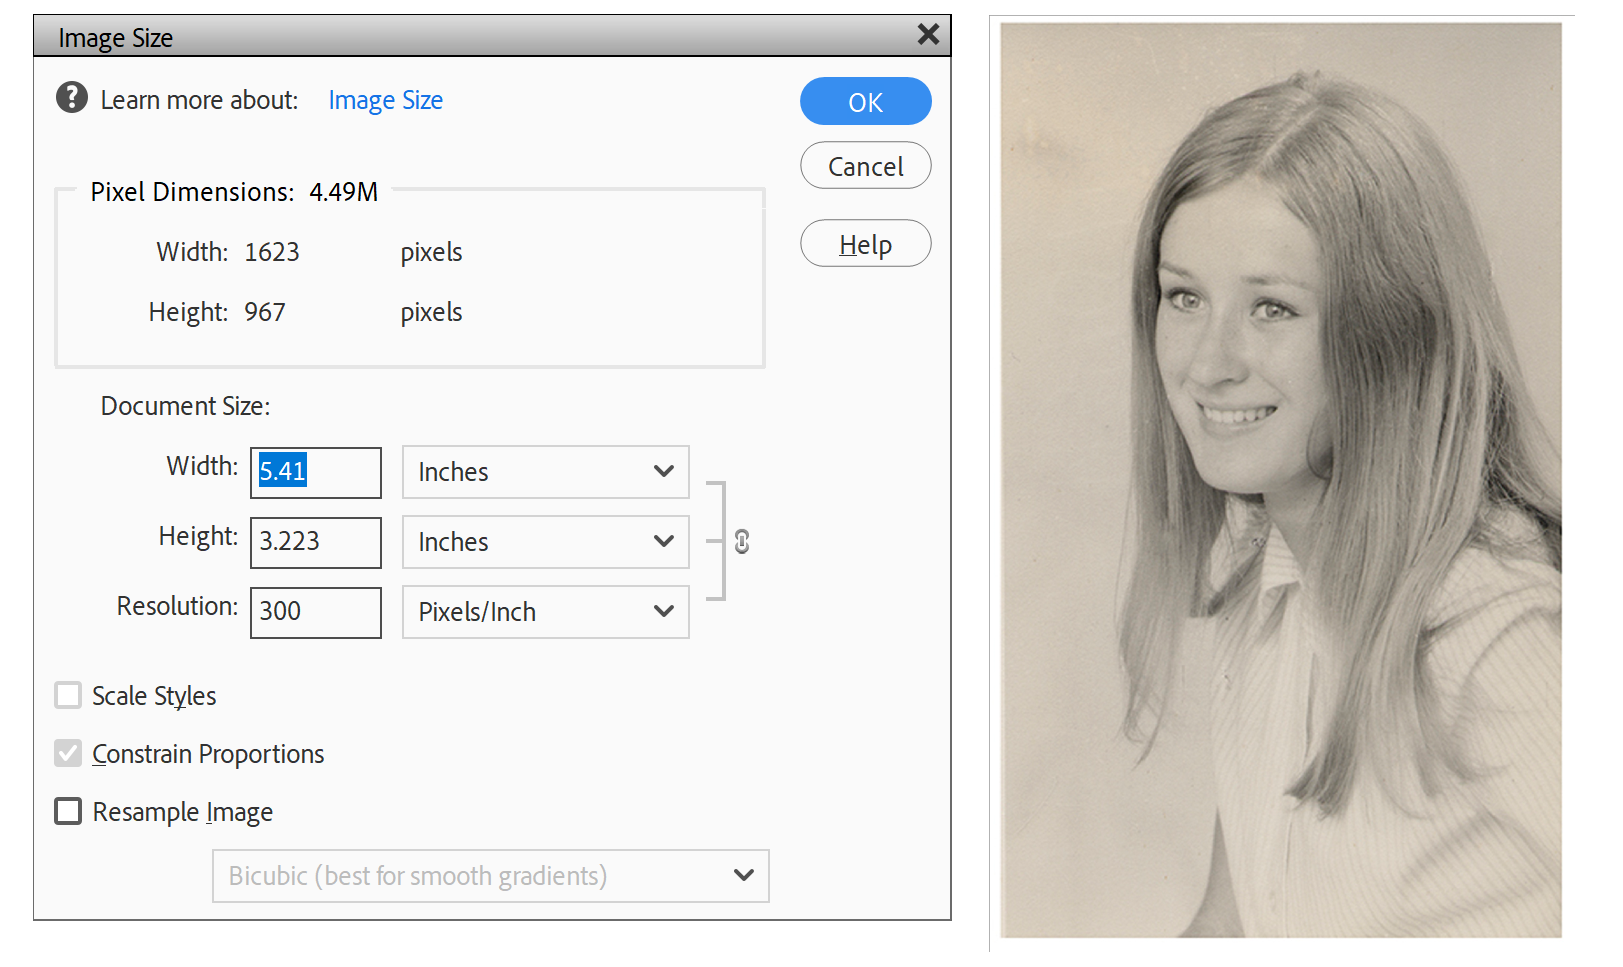 Image Size
Learn more about: Image Size
OK
Cancel
Help
Pixel Dimensions: 4.49M
Width: 1623 pixels
Height: 967 pixels
Document Size:
Width: 5.41 Inches
Height: 3.223 Inches
Resolution: 300 Pixels/Inch
Scale Styles
Constrain Proportions
Resample Image
Bicubic (best for smooth gradients)